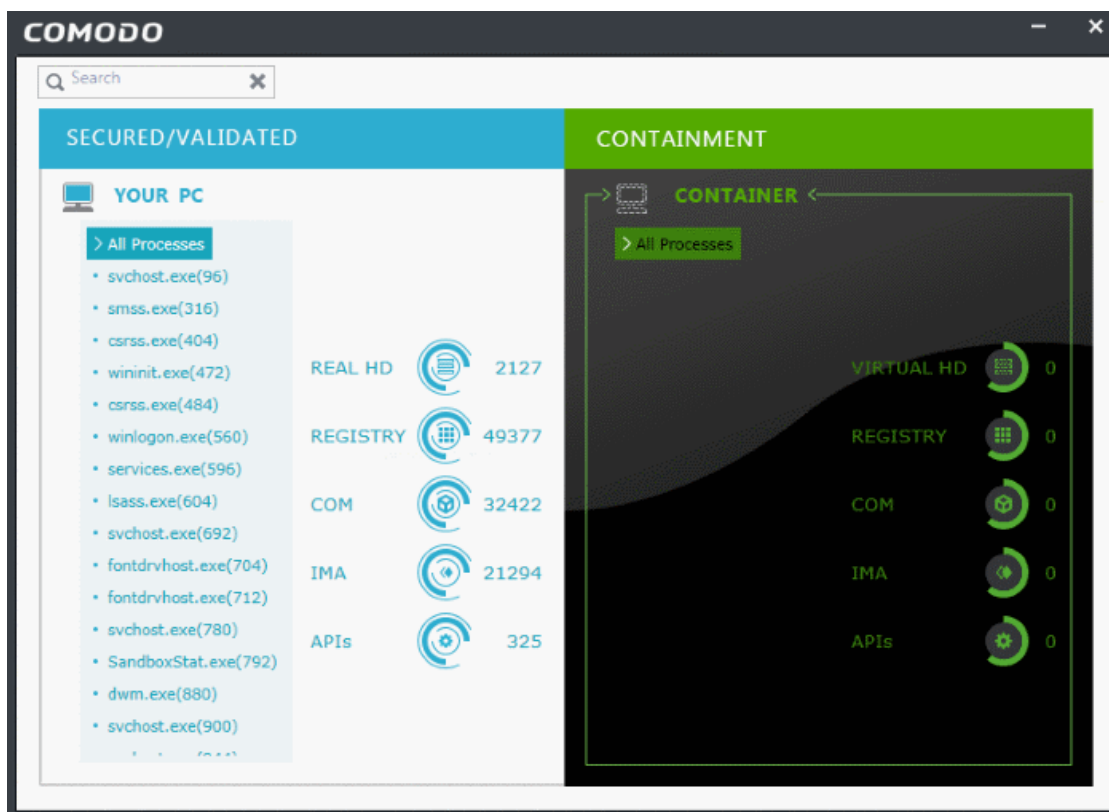 COMODO
Search
SECURED/VALIDATED
YOUR PC
All Processes
svchost.exe(96)
smss.exe(316)
csrss.exe(404)
wininit.exe(472)
csrss.exe(484)
winlogon.exe(560)
services.exe(596)
lsass.exe(604)
svchost.exe(692)
fontdrvhost.exe(704)
fontdrvhost.exe(712)
svchost.exe(780)
SandboxStat.exe(792)
dwm.exe(880)
svchost.exe(900)
REAL HD 2127
REGISTRY 49377
COM 32422
IMA 21294
APIs 325
CONTAINMENT
CONTAINER
All Processes
VIRTUAL HD 0
REGISTRY 0
COM 0
IMA 0
APIs 0